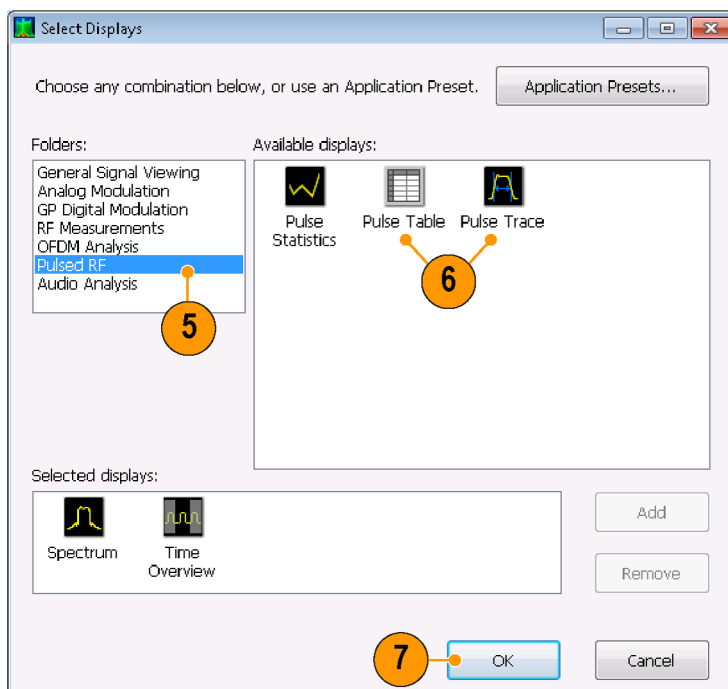 Select Displays
Choose any combination below, or use an Application Preset.
Application Presets...
Folders:
General Signal Viewing
Analog Modulation
GP Digital Modulation
RF Measurements
OFDM Analysis
Pulsed RF
Audio Analysis
5
Available displays:
Pulse Statistics
Pulse Table
Pulse Trace
6
Selected displays:
Spectrum
Time Overview
Add
Remove
7
OK
Cancel